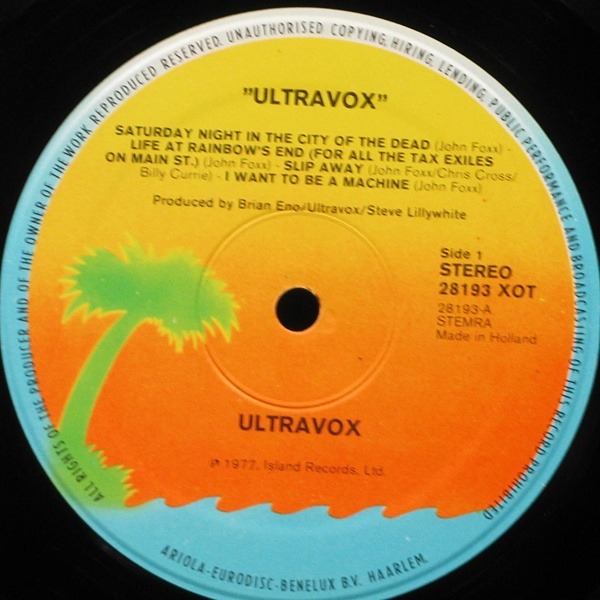 ALL RIGHTS OF THE PRODUCER AND OF THE OWNER OF THE WORK REPRODUCED RESERVED. UNAUTHORISED COPYING, HIRING, LENDING, PUBLIC PERFORMANCE AND BROADCASTING OF THIS RECORD PROHIBITED
"ULTRAVOX"
SATURDAY NIGHT IN THE CITY OF THE DEAD (John Foxx) -
LIFE AT RAINBOW'S END (FOR ALL THE TAX EXILES
ON MAIN ST.) (John Foxx) - SLIP AWAY (John Foxx/Chris Cross/
Billy Currie) - I WANT TO BE A MACHINE (John Foxx)
Produced by Brian Eno/Ultravox/Steve Lillywhite
Side 1
STEREO
28193 XOT
28193-A
STEMRA
Made in Holland
ULTRAVOX
℗ 1977, Island Records, Ltd.
ARIOLA-EURODISC-BENELUX B.V. HAARLEM.